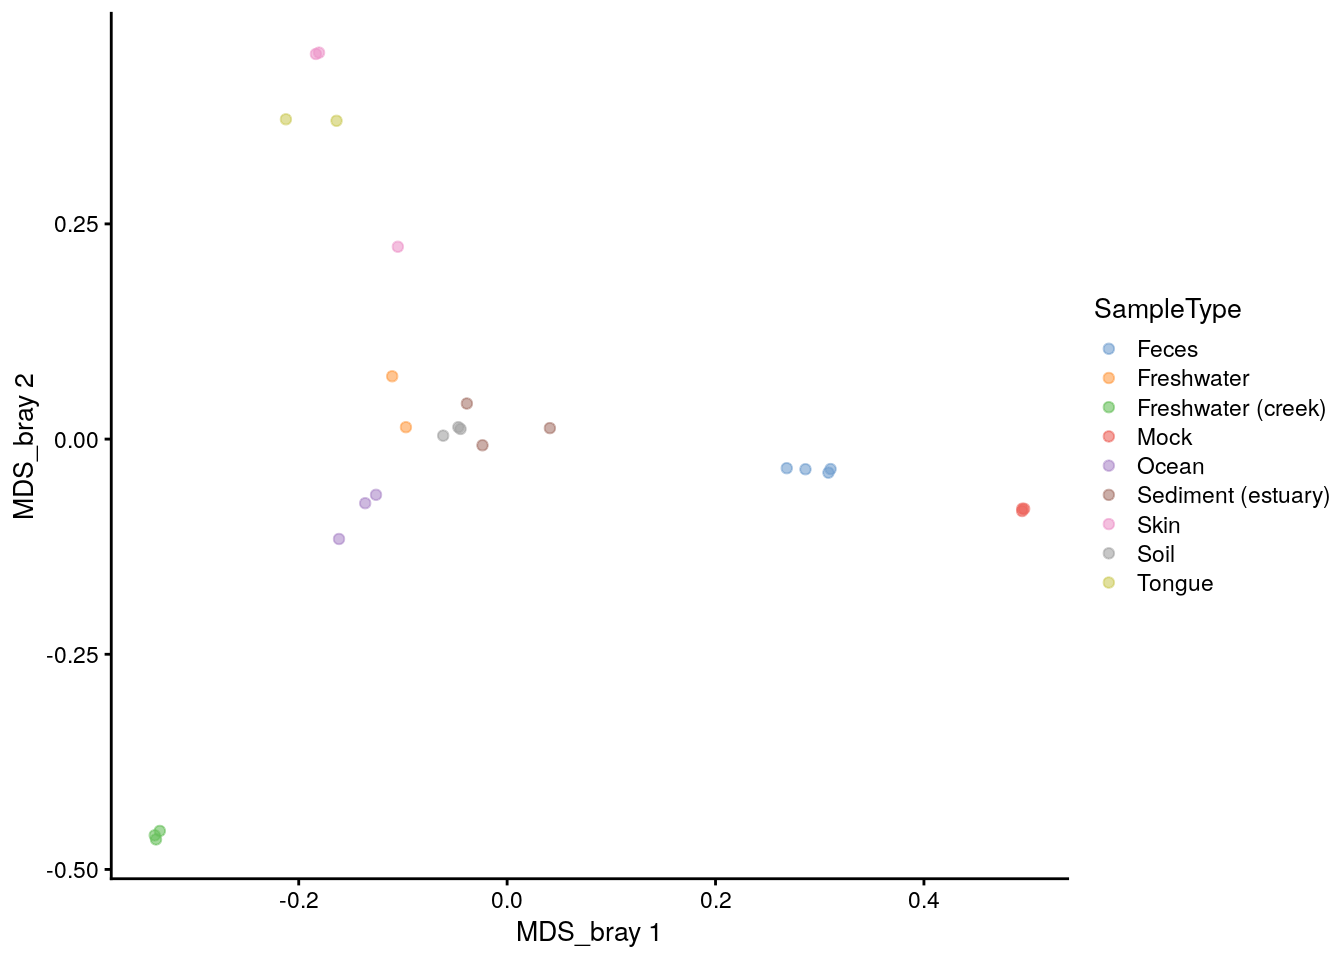 0.25
0.00
-0.25
-0.50
MDS_bray 2
-0.2
0.0
0.2
0.4
MDS_bray 1
SampleType
Feces
Freshwater
Freshwater (creek)
Mock
Ocean
Sediment (estuary)
Skin
Soil
Tongue